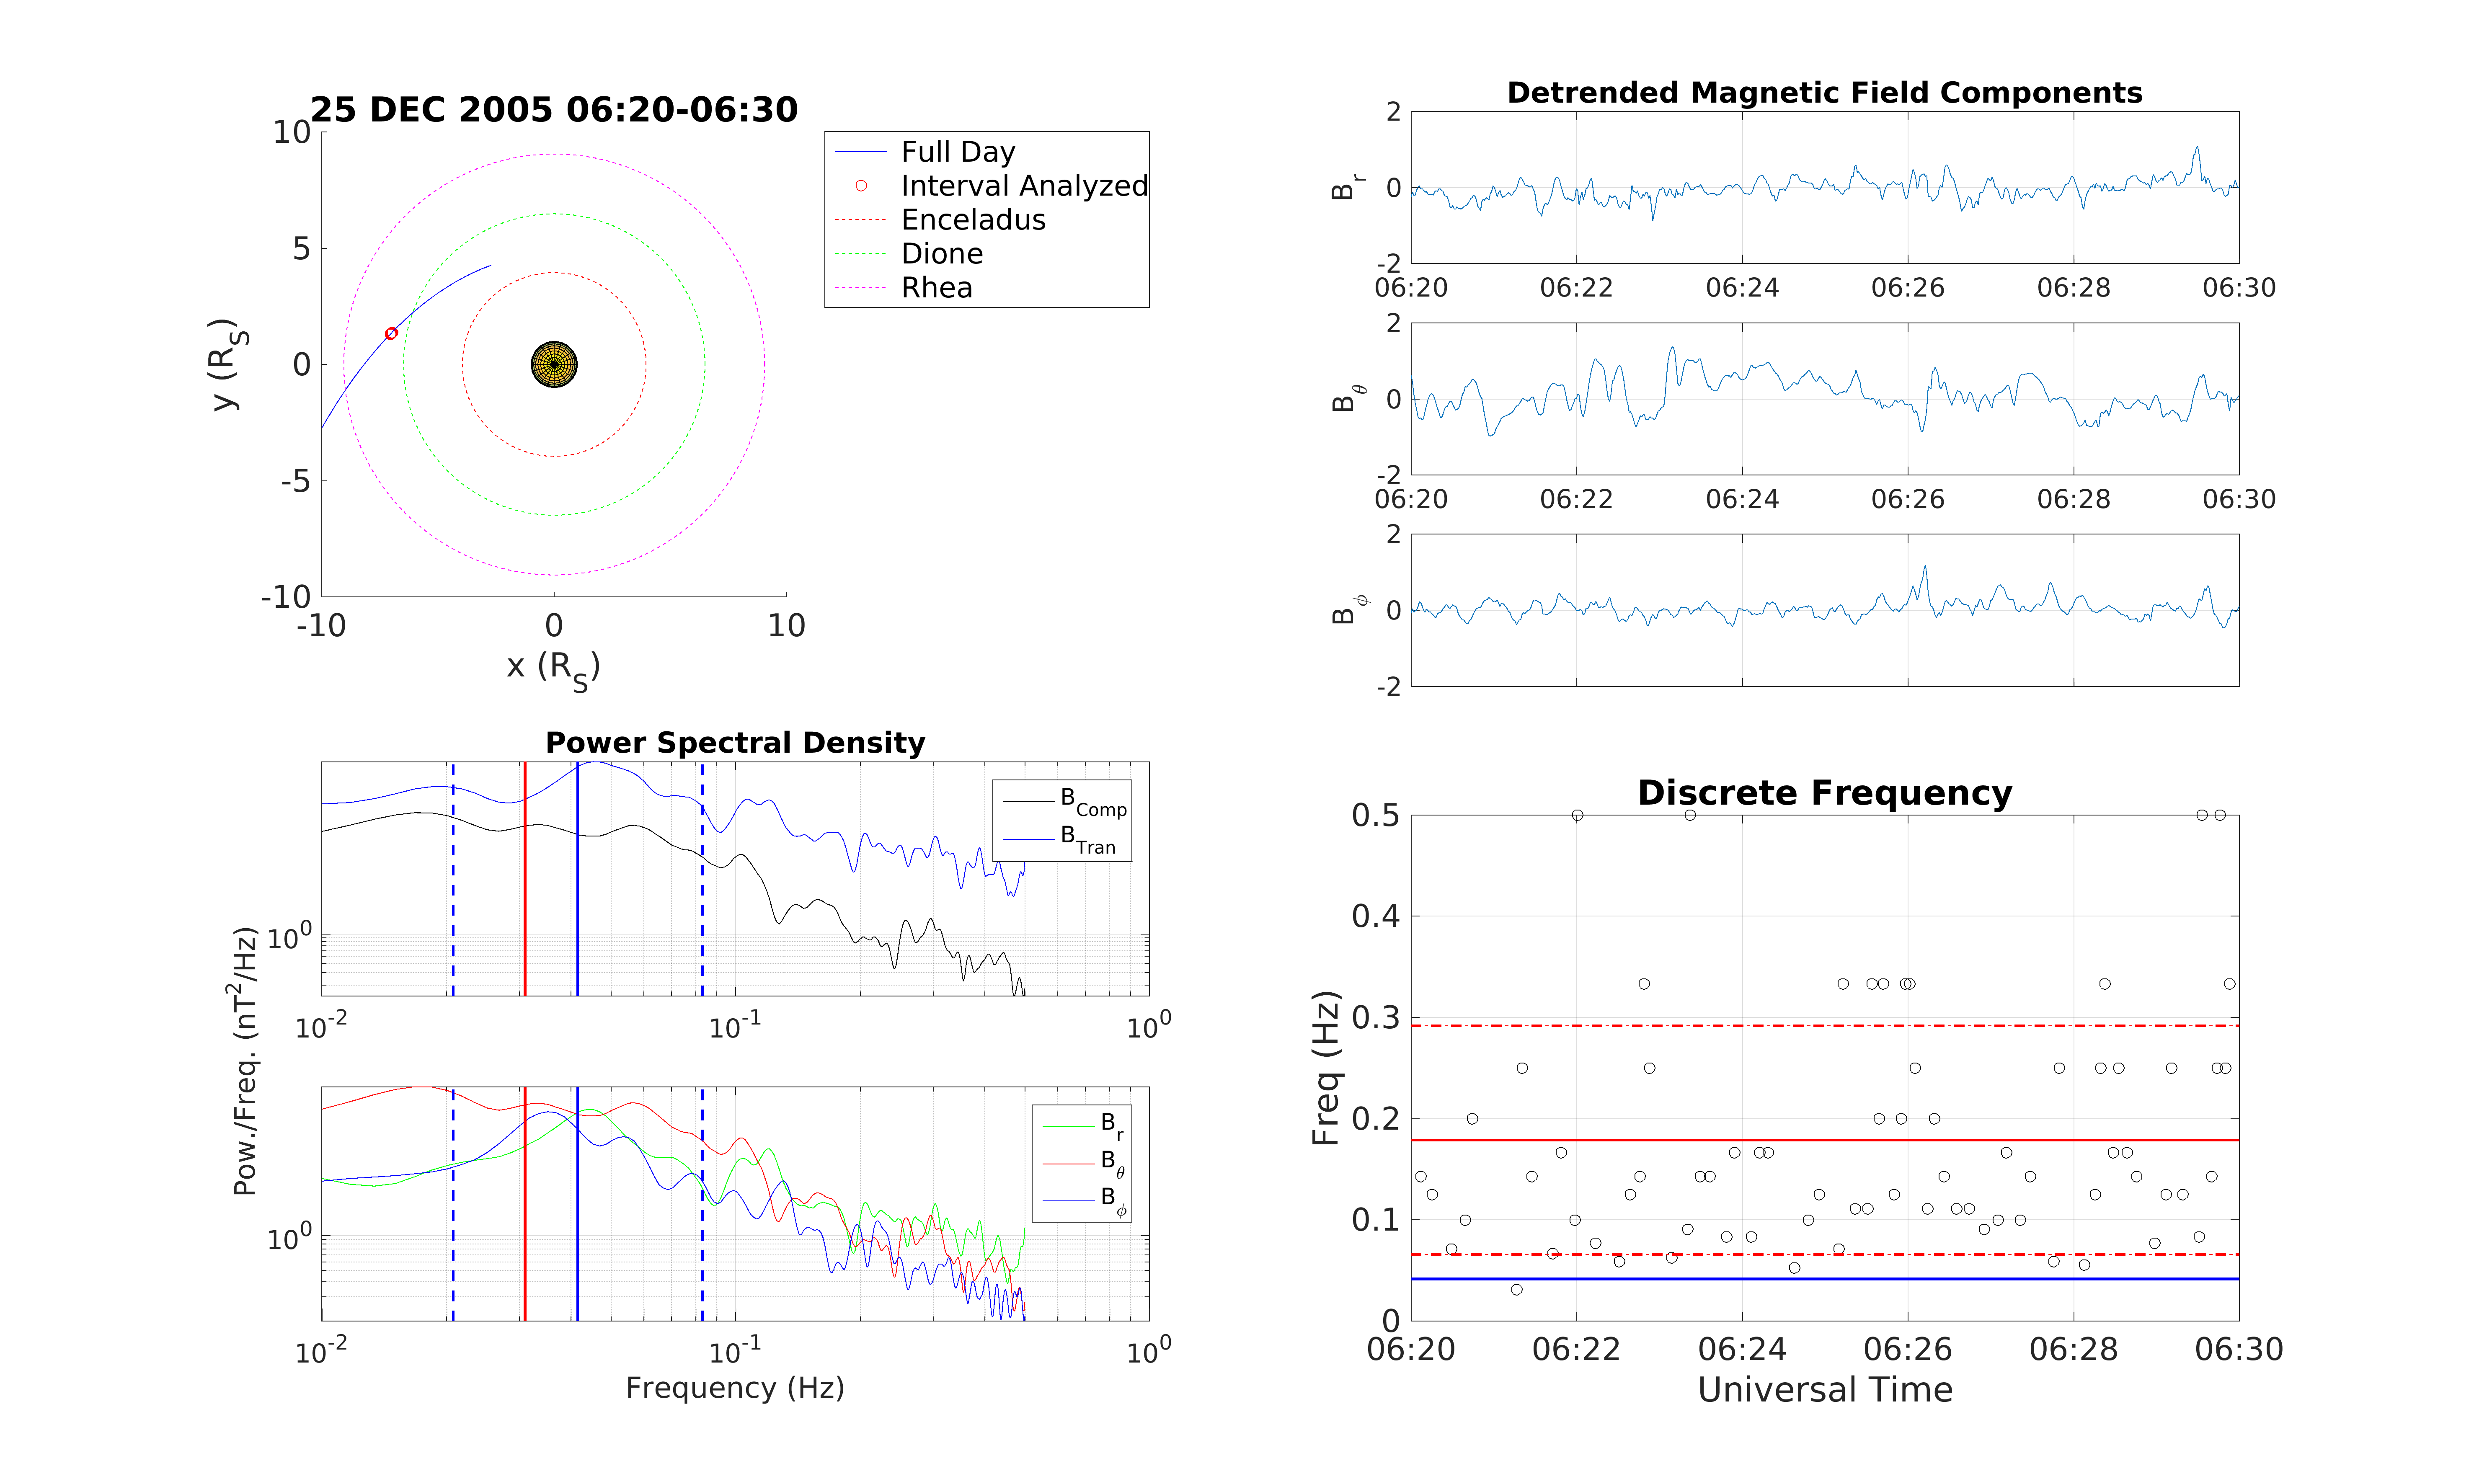 25 DEC 2005 06:20-06:30
10
5
0
-5
-10
-10
0
10
y (R_S)
x (R_S)
Full Day
Interval Analyzed
Enceladus
Dione
Rhea
Detrended Magnetic Field Components
2
0
-2
B_r
06:20
06:22
06:24
06:26
06:28
06:30
2
0
-2
B_θ
06:20
06:22
06:24
06:26
06:28
06:30
2
0
-2
B_ϕ
Power Spectral Density
10^0
10^-2
10^-1
10^0
B_Comp
B_Tran
Pow./Freq. (nT^2/Hz)
10^0
10^-2
10^-1
10^0
B_r
B_θ
B_ϕ
Frequency (Hz)
Discrete Frequency
0.5
0.4
0.3
0.2
0.1
0
Freq (Hz)
06:20
06:22
06:24
06:26
06:28
06:30
Universal Time